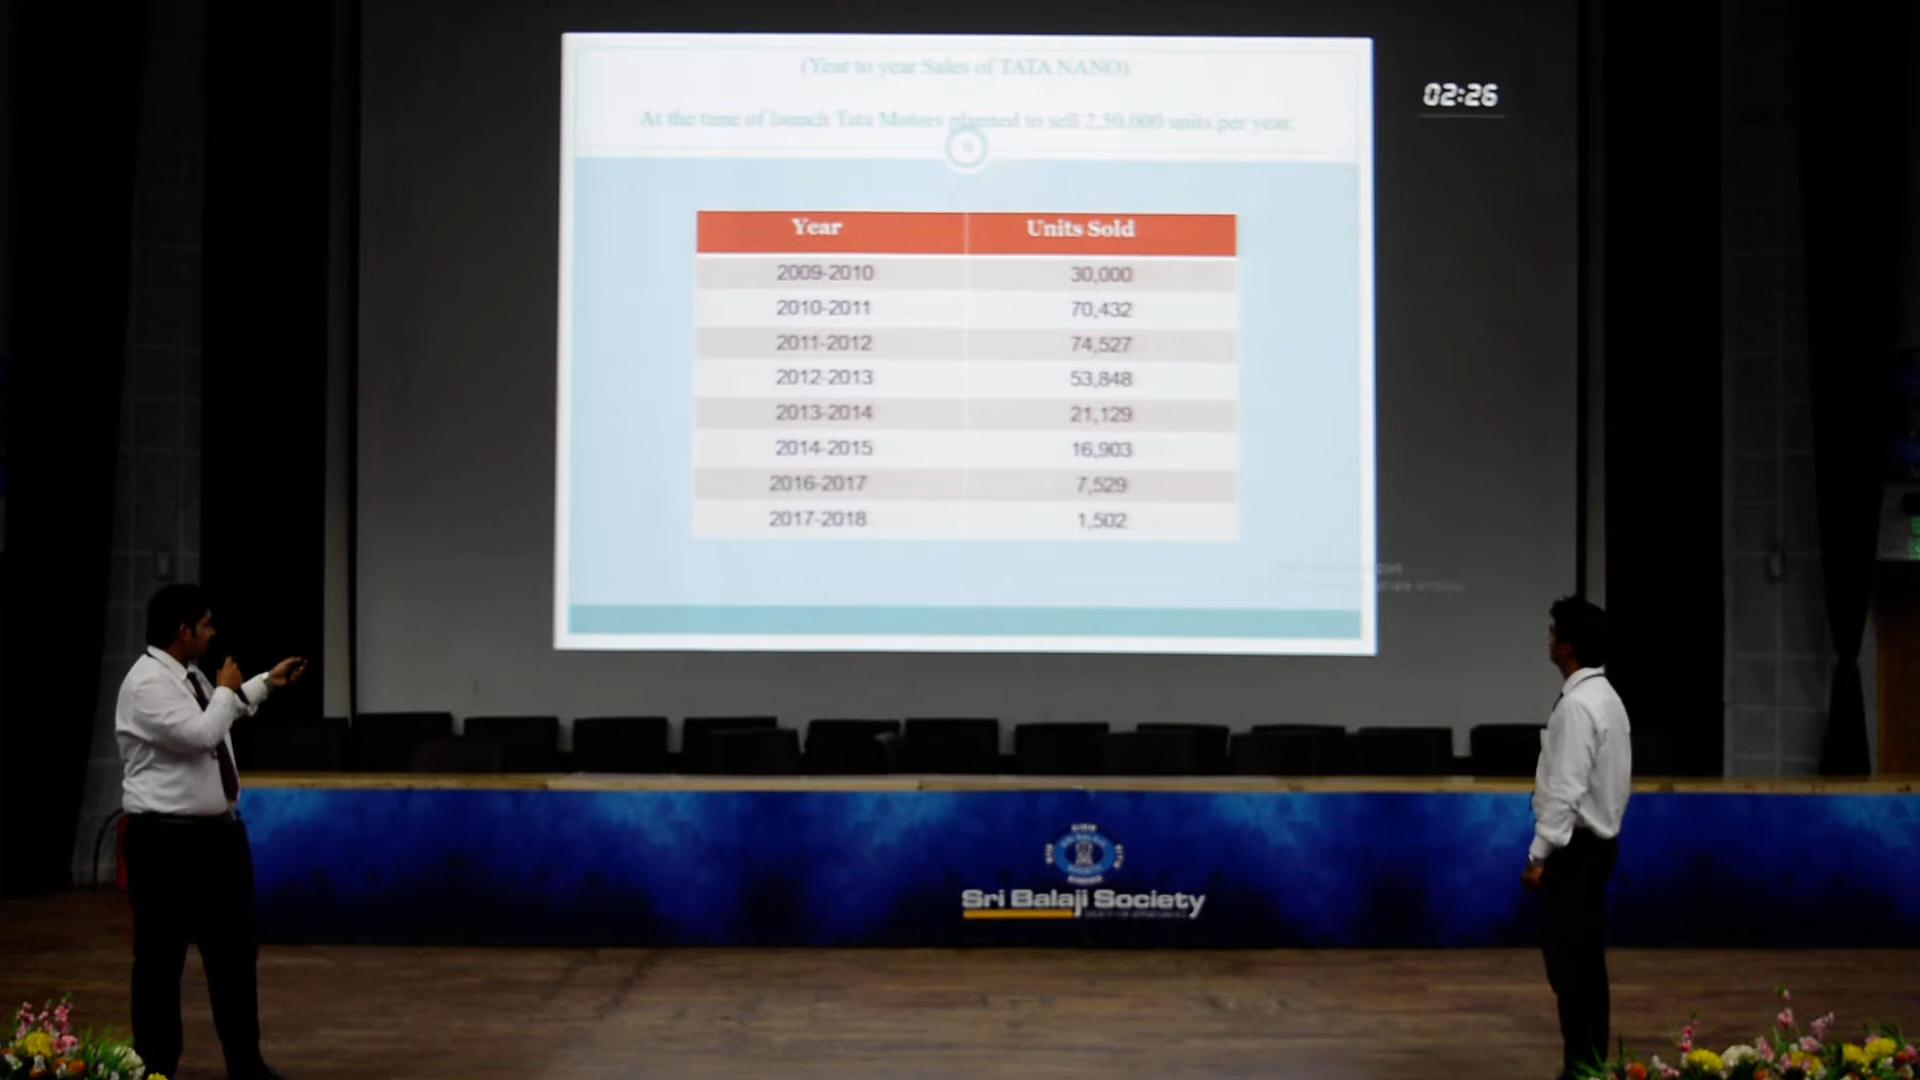 (Year to year Sales of TATA NANO)
At the time of launch Tata Motors planned to sell 2,50,000 units per year.
02:26
Year Units Sold
2009-2010 30,000
2010-2011 70,432
2011-2012 74,527
2012-2013 53,848
2013-2014 21,129
2014-2015 16,903
2016-2017 7,529
2017-2018 1,502
Sri Balaji Society